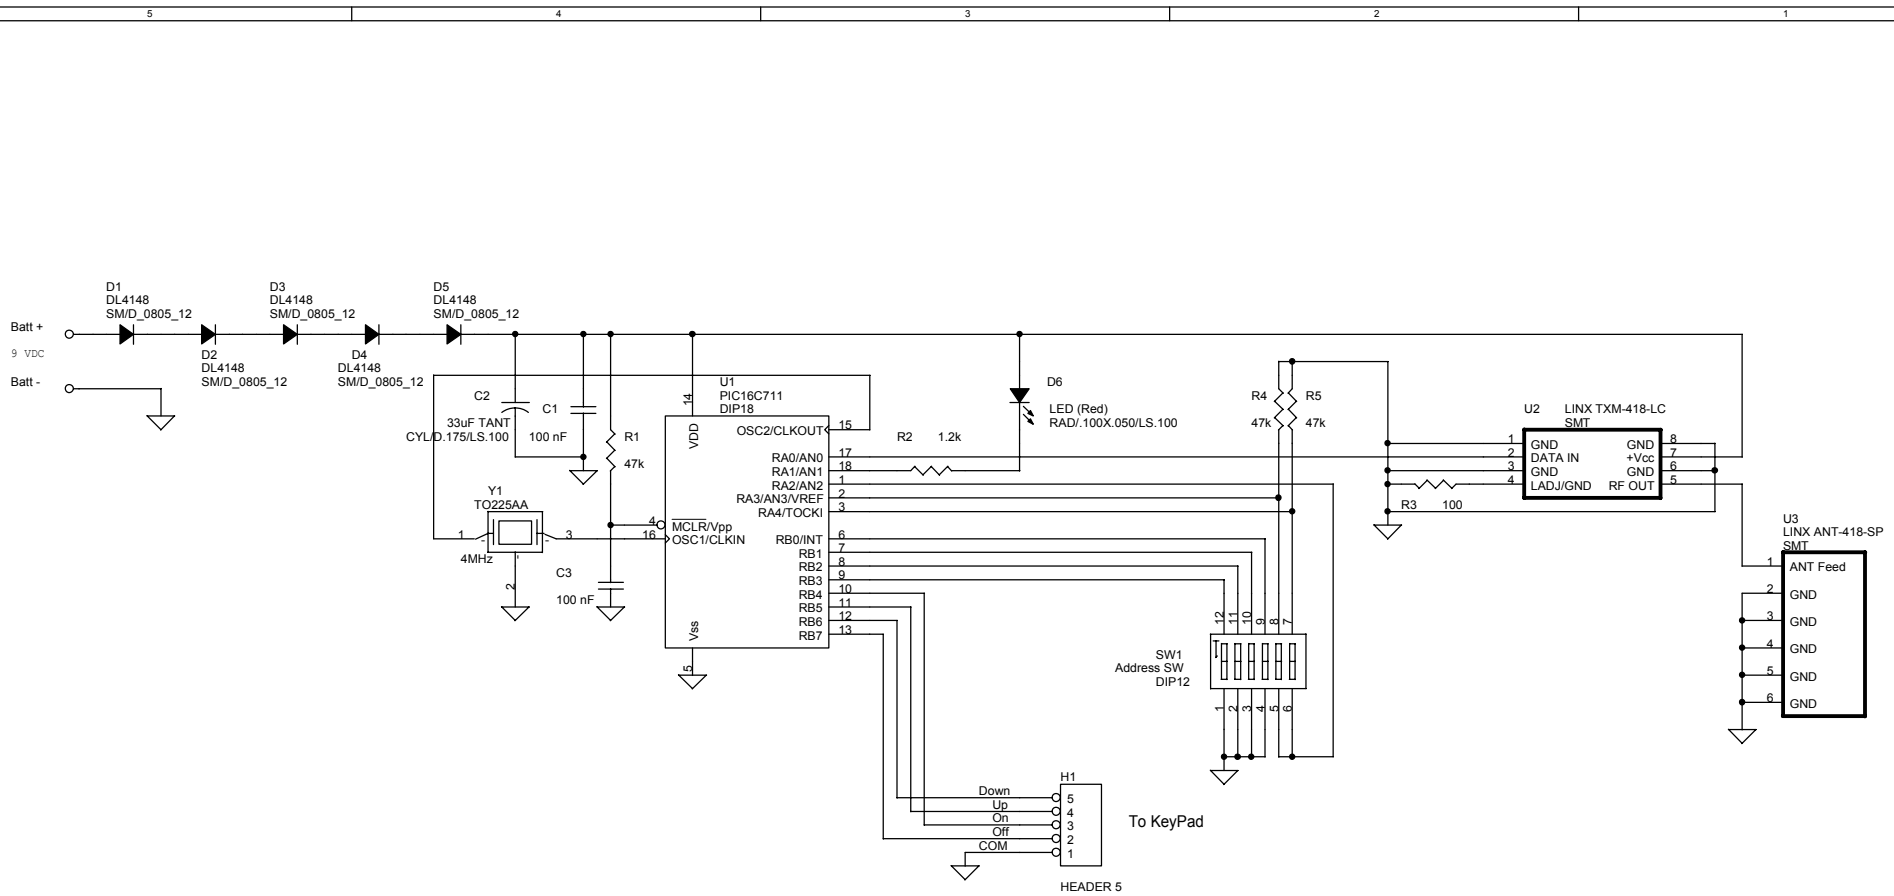 5 4 3 2 1
D1
DL4148
SM/D_0805_12
D3
DL4148
SM/D_0805_12
D5
DL4148
SM/D_0805_12
Batt +
9 VDC
Batt -
D2
DL4148
SM/D_0805_12
D4
DL4148
SM/D_0805_12
C2
33uF TANT
CYL/D.175/LS.100
C1
100 nF
R1
47k
Y1
TO225AA
1
3
2
4MHz
C3
100 nF
U1
PIC16C711
DIP18
14
VDD
OSC2/CLKOUT 15
RA0/AN0 17
RA1/AN1 18
RA2/AN2 1
RA3/AN3/VREF 2
RA4/TOCKI 3
4 MCLR/Vpp
16 OSC1/CLKIN
RB0/INT 6
RB1 7
RB2 8
RB3 9
RB4 10
RB5 11
RB6 12
RB7 13
Vss
5
R2 1.2k
D6
LED (Red)
RAD/.100X.050/LS.100
R4
47k
R5
47k
U2 LINX TXM-418-LC
SMT
1 GND GND 8
2 DATA IN +Vcc 7
3 GND GND 6
4 LADJ/GND RF OUT 5
R3 100
U3
LINX ANT-418-SP
SMT
1 ANT Feed
2 GND
3 GND
4 GND
5 GND
6 GND
12 11 10 9 8 7
SW1
Address SW
DIP12
1 2 3 4 5 6
H1
Down 5
Up 4
On 3
Off 2
COM 1
To KeyPad
HEADER 5